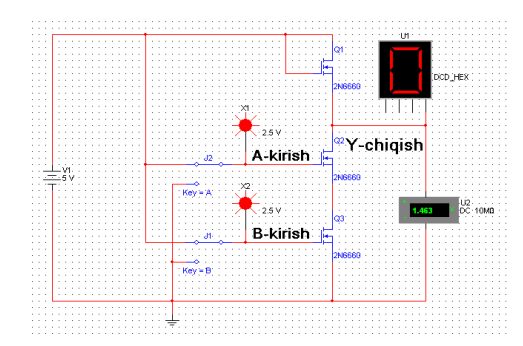 U1
Q1
DCD_HEX
2N6660
X1
2.5 V
Q2
Y-chiqish
J2
A-kirish
V1
5 V
2N6660
Key = A
X2
2.5 V
U2
1.463
DC 10MΩ
Q3
J1
B-kirish
2N6660
Key = B